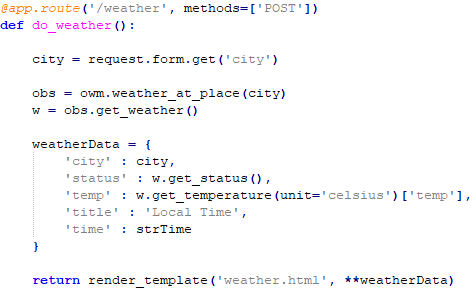 @app.route('/weather', methods=['POST'])
def do_weather():
city = request.form.get('city')
obs = owm.weather_at_place(city)
w = obs.get_weather()
weatherData = {
'city' : city,
'status' : w.get_status(),
'temp' : w.get_temperature(unit='celsius')['temp'],
'title' : 'Local Time',
'time' : strTime
}
return render_template('weather.html', **weatherData)